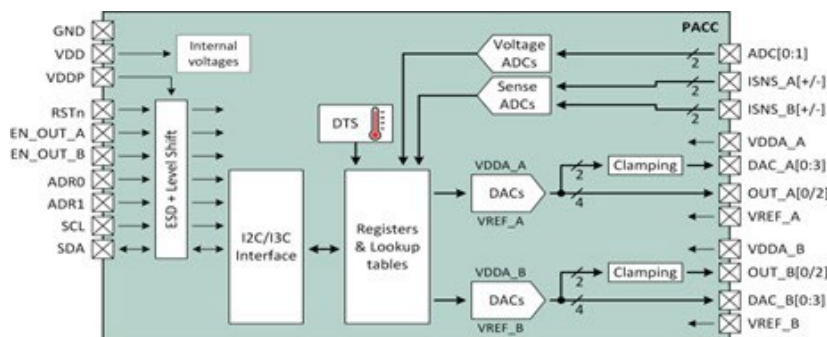 GND
VDD
VDDP
RSTn
EN_OUT_A
EN_OUT_B
ADR0
ADR1
SCL
SDA
Internal
voltages
ESD + Level Shift
I2C/I3C
Interface
DTS
Registers
& Lookup
tables
Voltage
ADCs
Sense
ADCs
VDDA_A
DACs
VREF_A
2
4
Clamping
VDDA_B
DACs
VREF_B
2
4
Clamping
PACC
2
2
2
ADC[0:1]
ISNS_A[+/-]
ISNS_B[+/-]
VDDA_A
DAC_A[0:3]
OUT_A[0/2]
VREF_A
VDDA_B
OUT_B[0/2]
DAC_B[0:3]
VREF_B